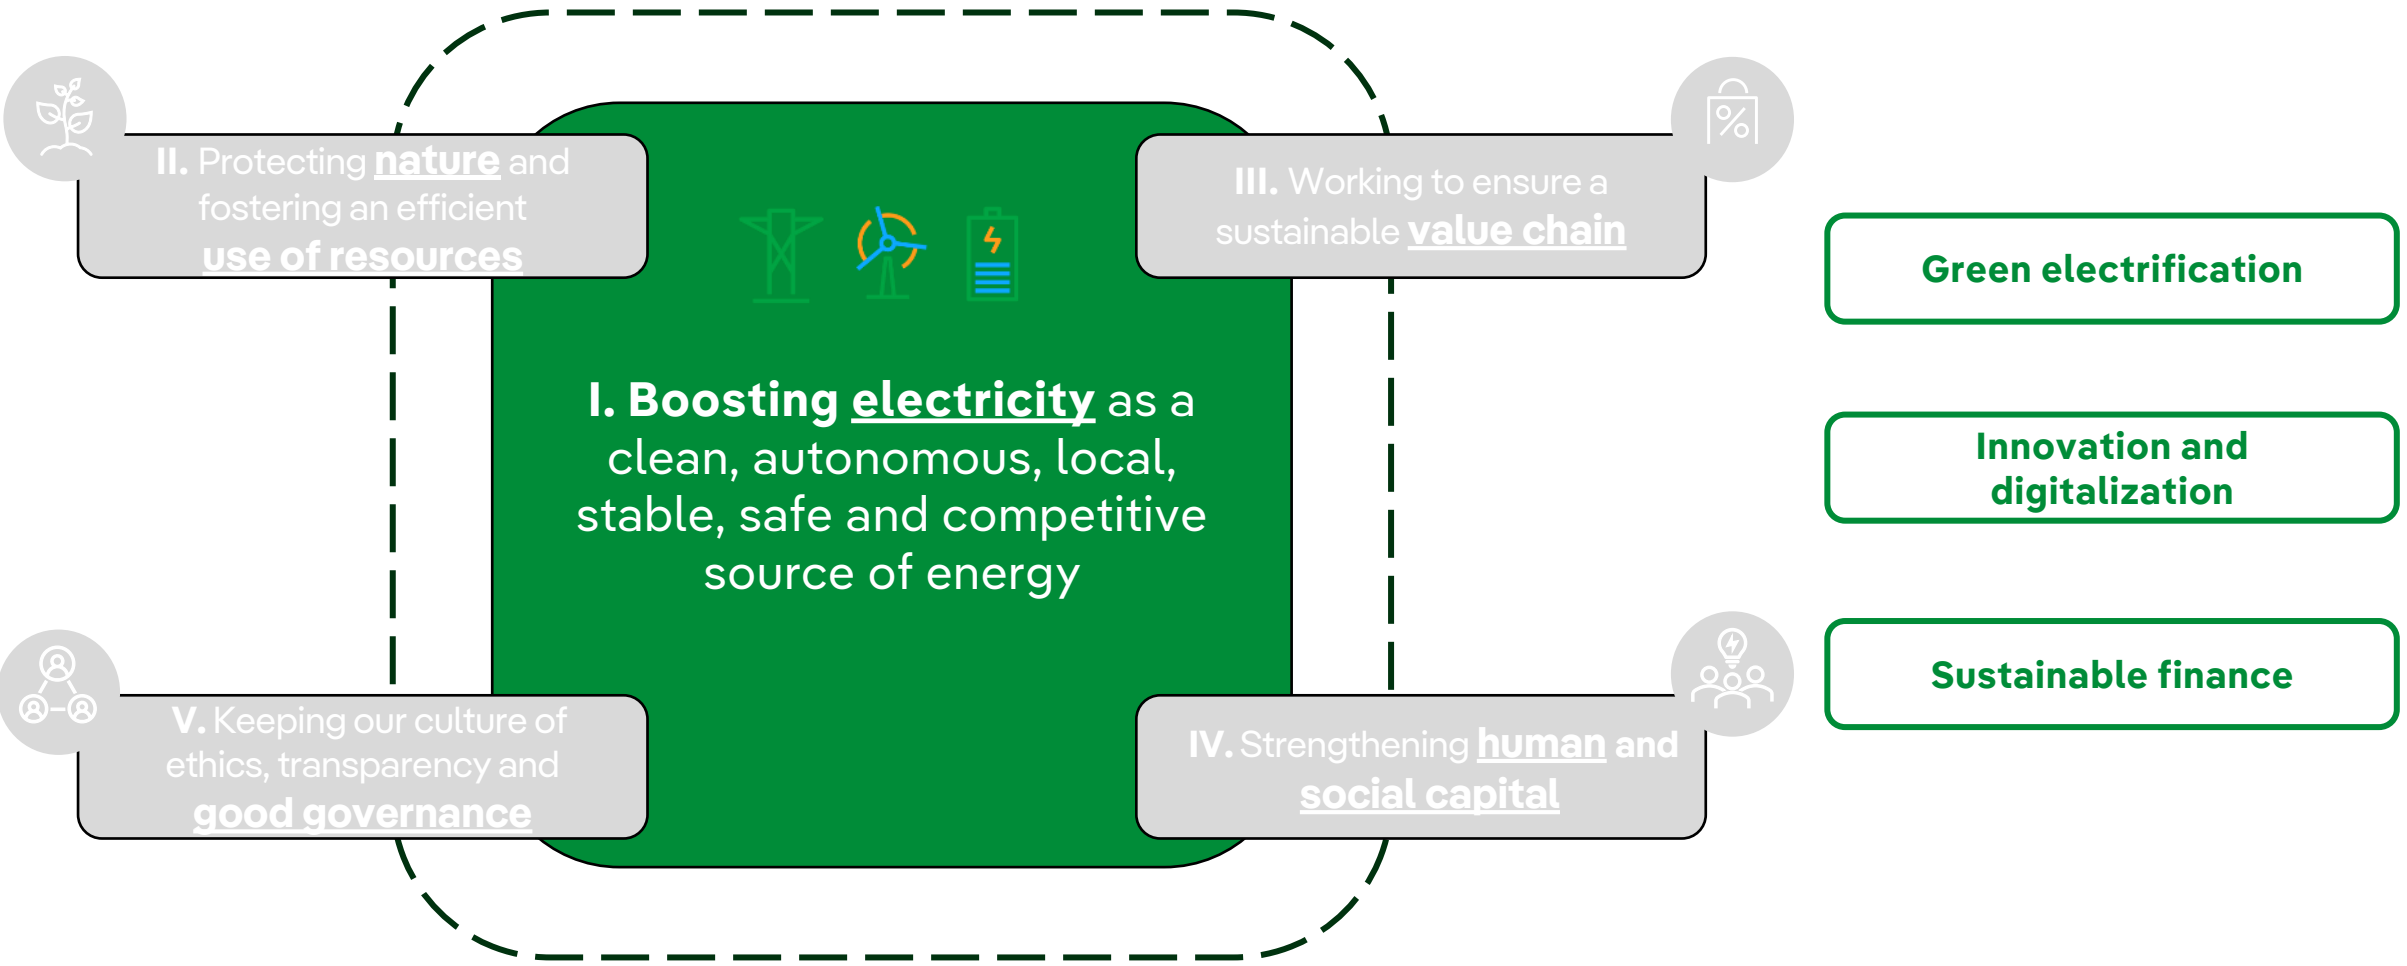 II. Protecting nature and
fostering an efficient
use of resources
III. Working to ensure a
sustainable value chain
I. Boosting electricity as a
clean, autonomous, local,
stable, safe and competitive
source of energy
V. Keeping our culture of
ethics, transparency and
good governance
IV. Strengthening human and
social capital
Green electrification
Innovation and
digitalization
Sustainable finance